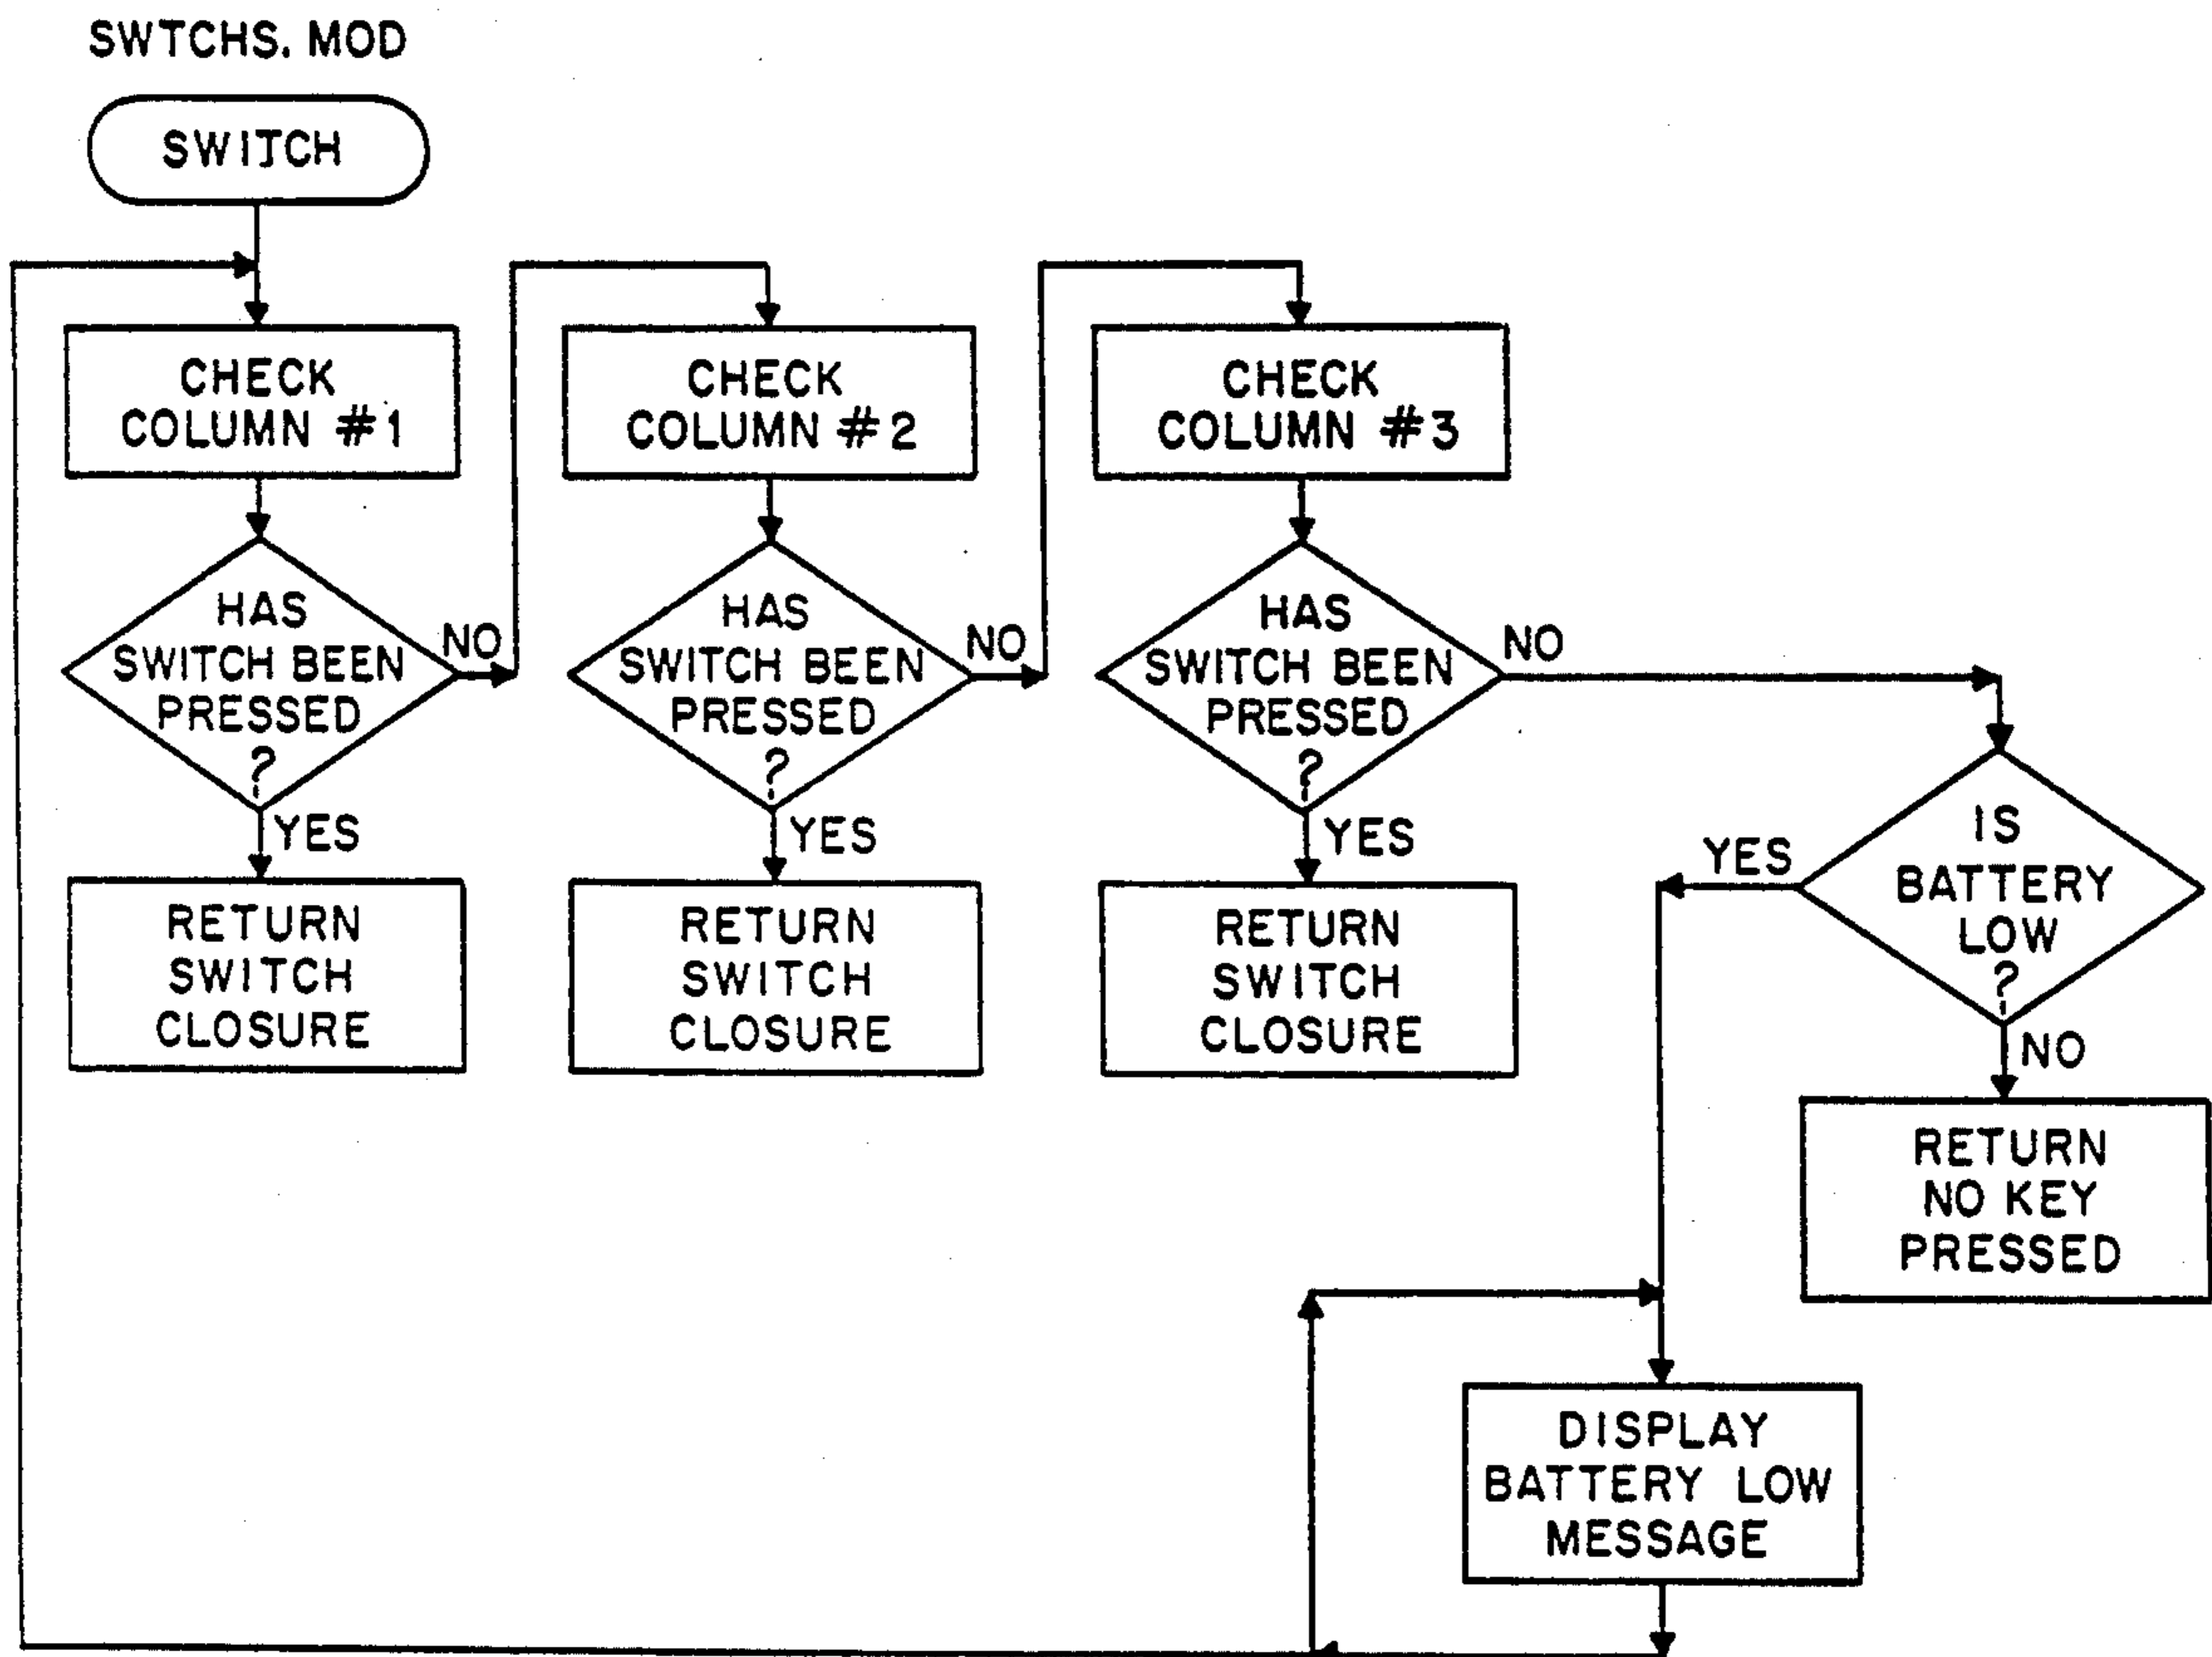 SWTCHS. MOD
SWITCH
CHECK
COLUMN #1
CHECK
COLUMN #2
CHECK
COLUMN #3
HAS
SWITCH BEEN
PRESSED
?
NO
YES
HAS
SWITCH BEEN
PRESSED
?
NO
YES
HAS
SWITCH BEEN
PRESSED
?
NO
YES
RETURN
SWITCH
CLOSURE
RETURN
SWITCH
CLOSURE
RETURN
SWITCH
CLOSURE
IS
BATTERY
LOW
?
YES
NO
RETURN
NO KEY
PRESSED
DISPLAY
BATTERY LOW
MESSAGE